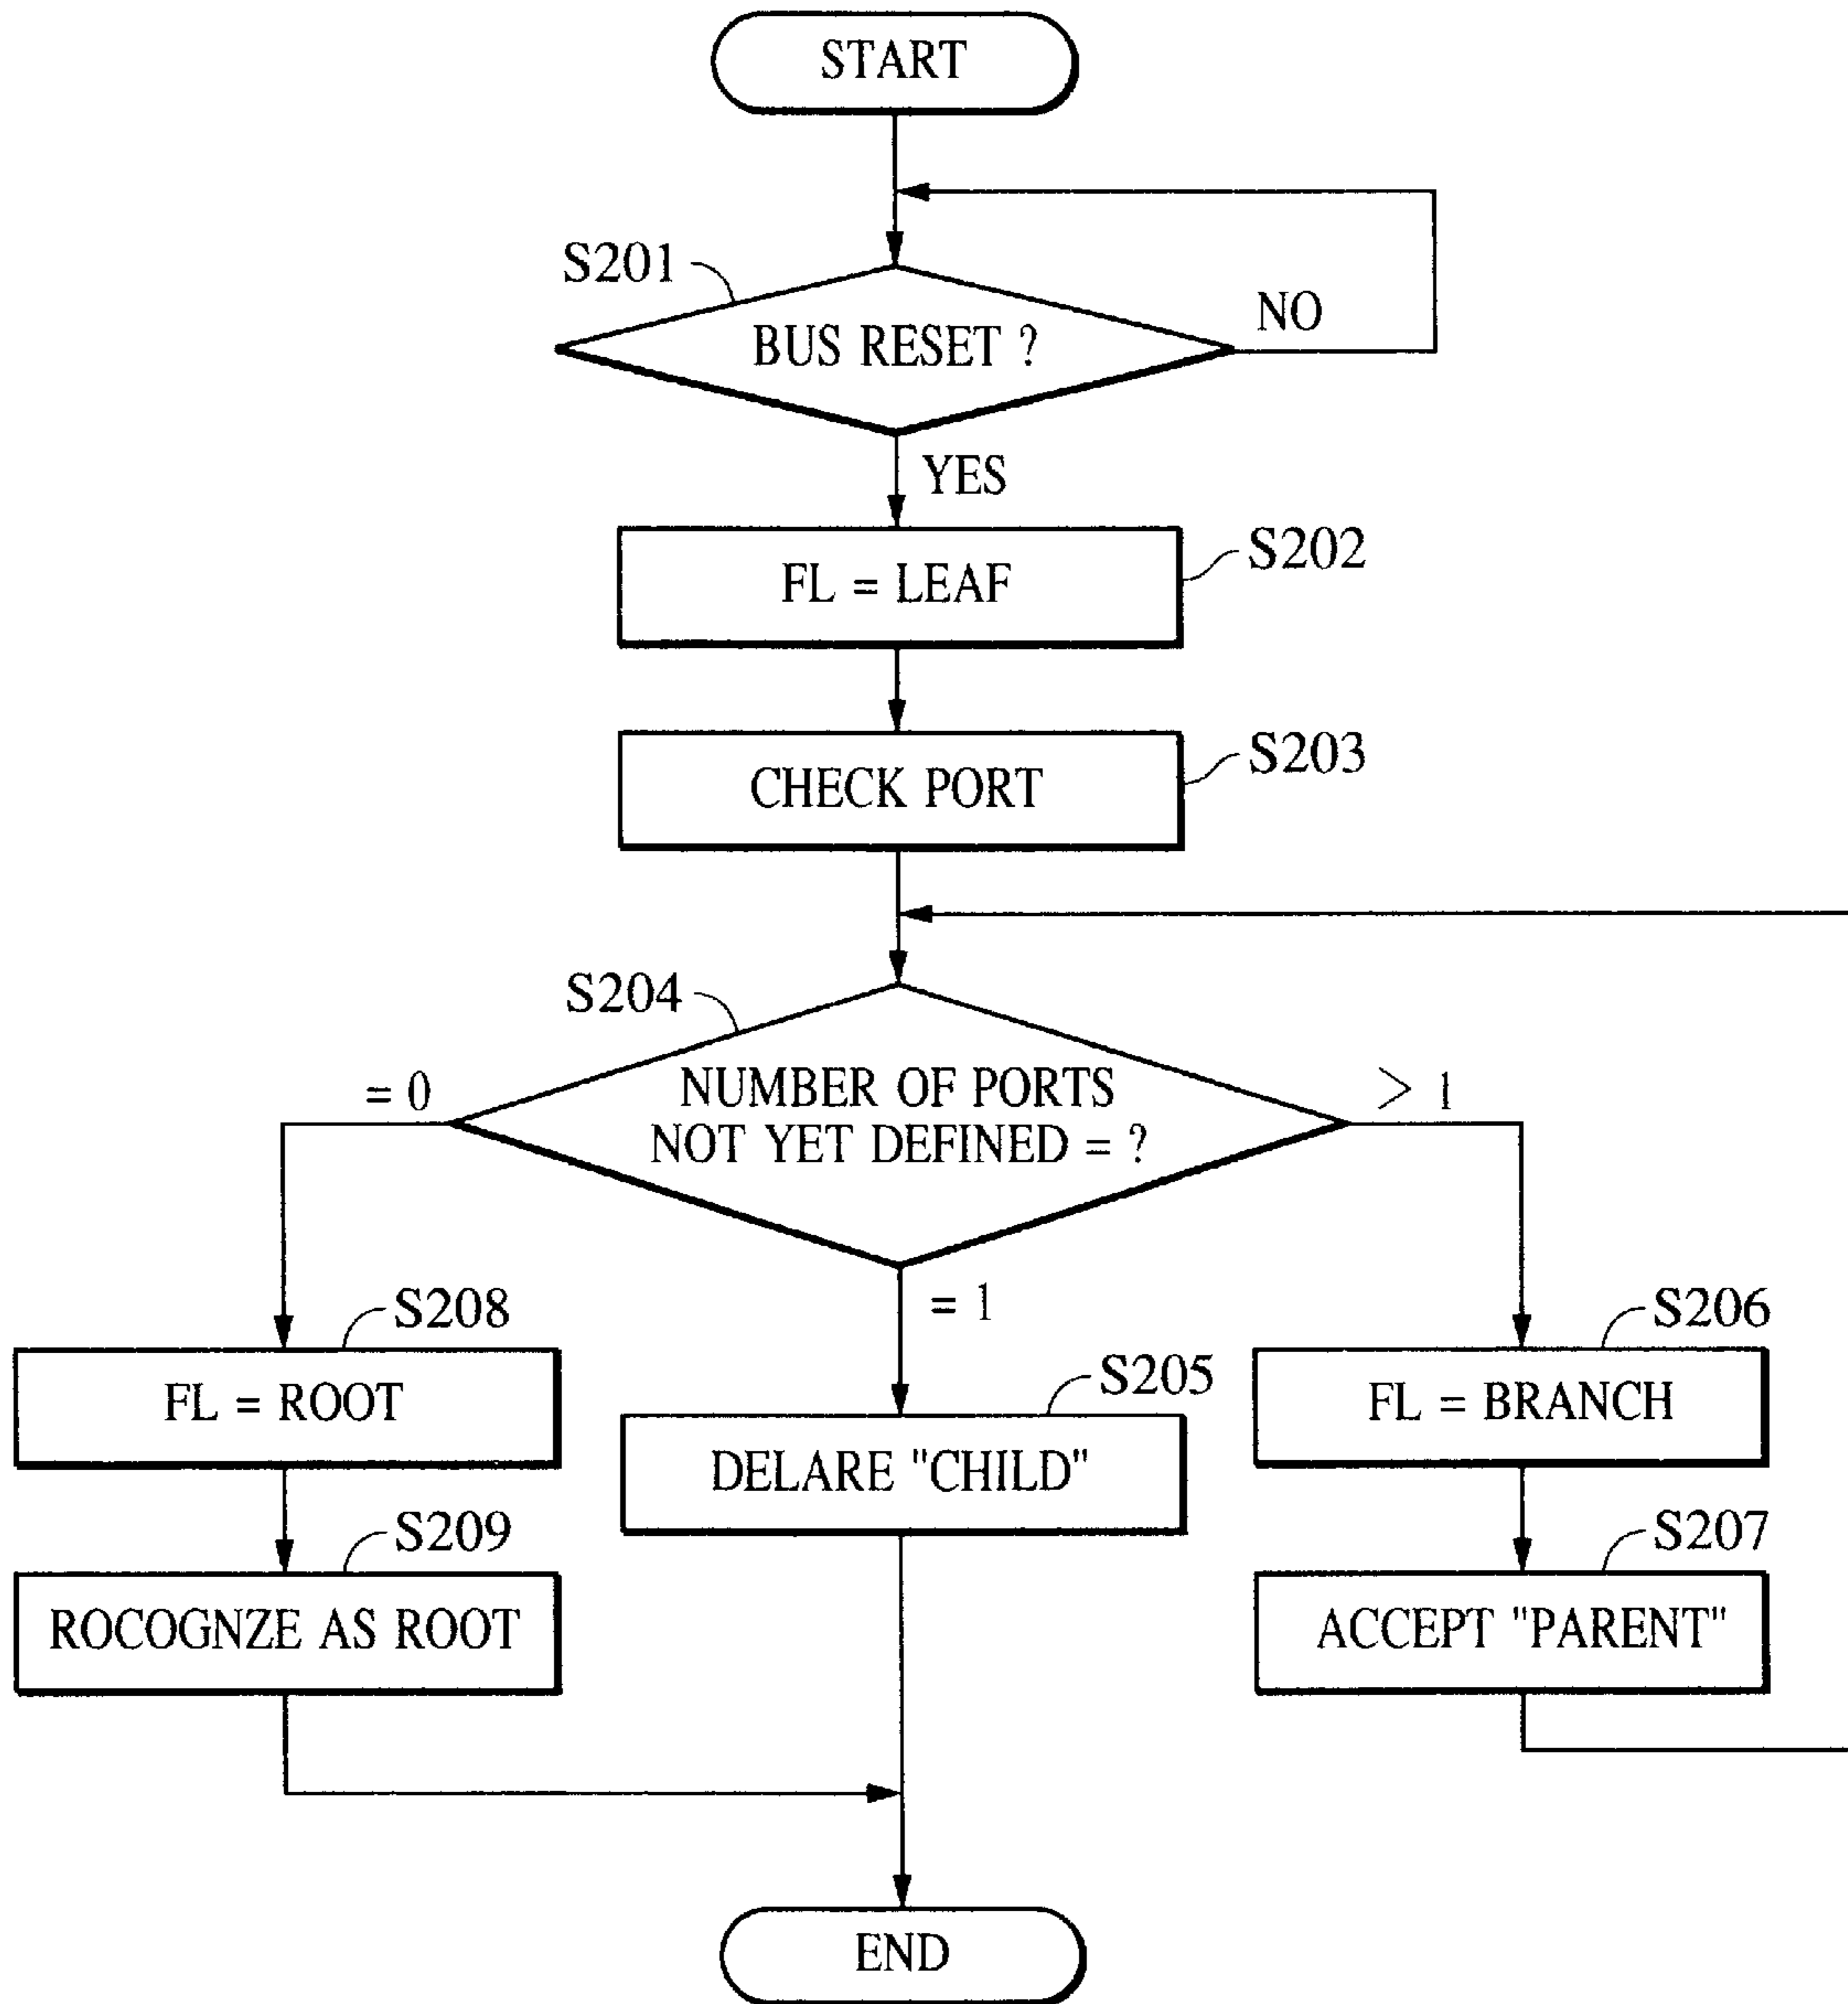 START
S201
BUS RESET ?
NO
YES
FL = LEAF
S202
CHECK PORT
S203
S204
NUMBER OF PORTS
NOT YET DEFINED = ?
= 0
> 1
= 1
S208
FL = ROOT
S205
DELARE "CHILD"
S206
FL = BRANCH
S209
ROCOGNZE AS ROOT
S207
ACCEPT "PARENT"
END